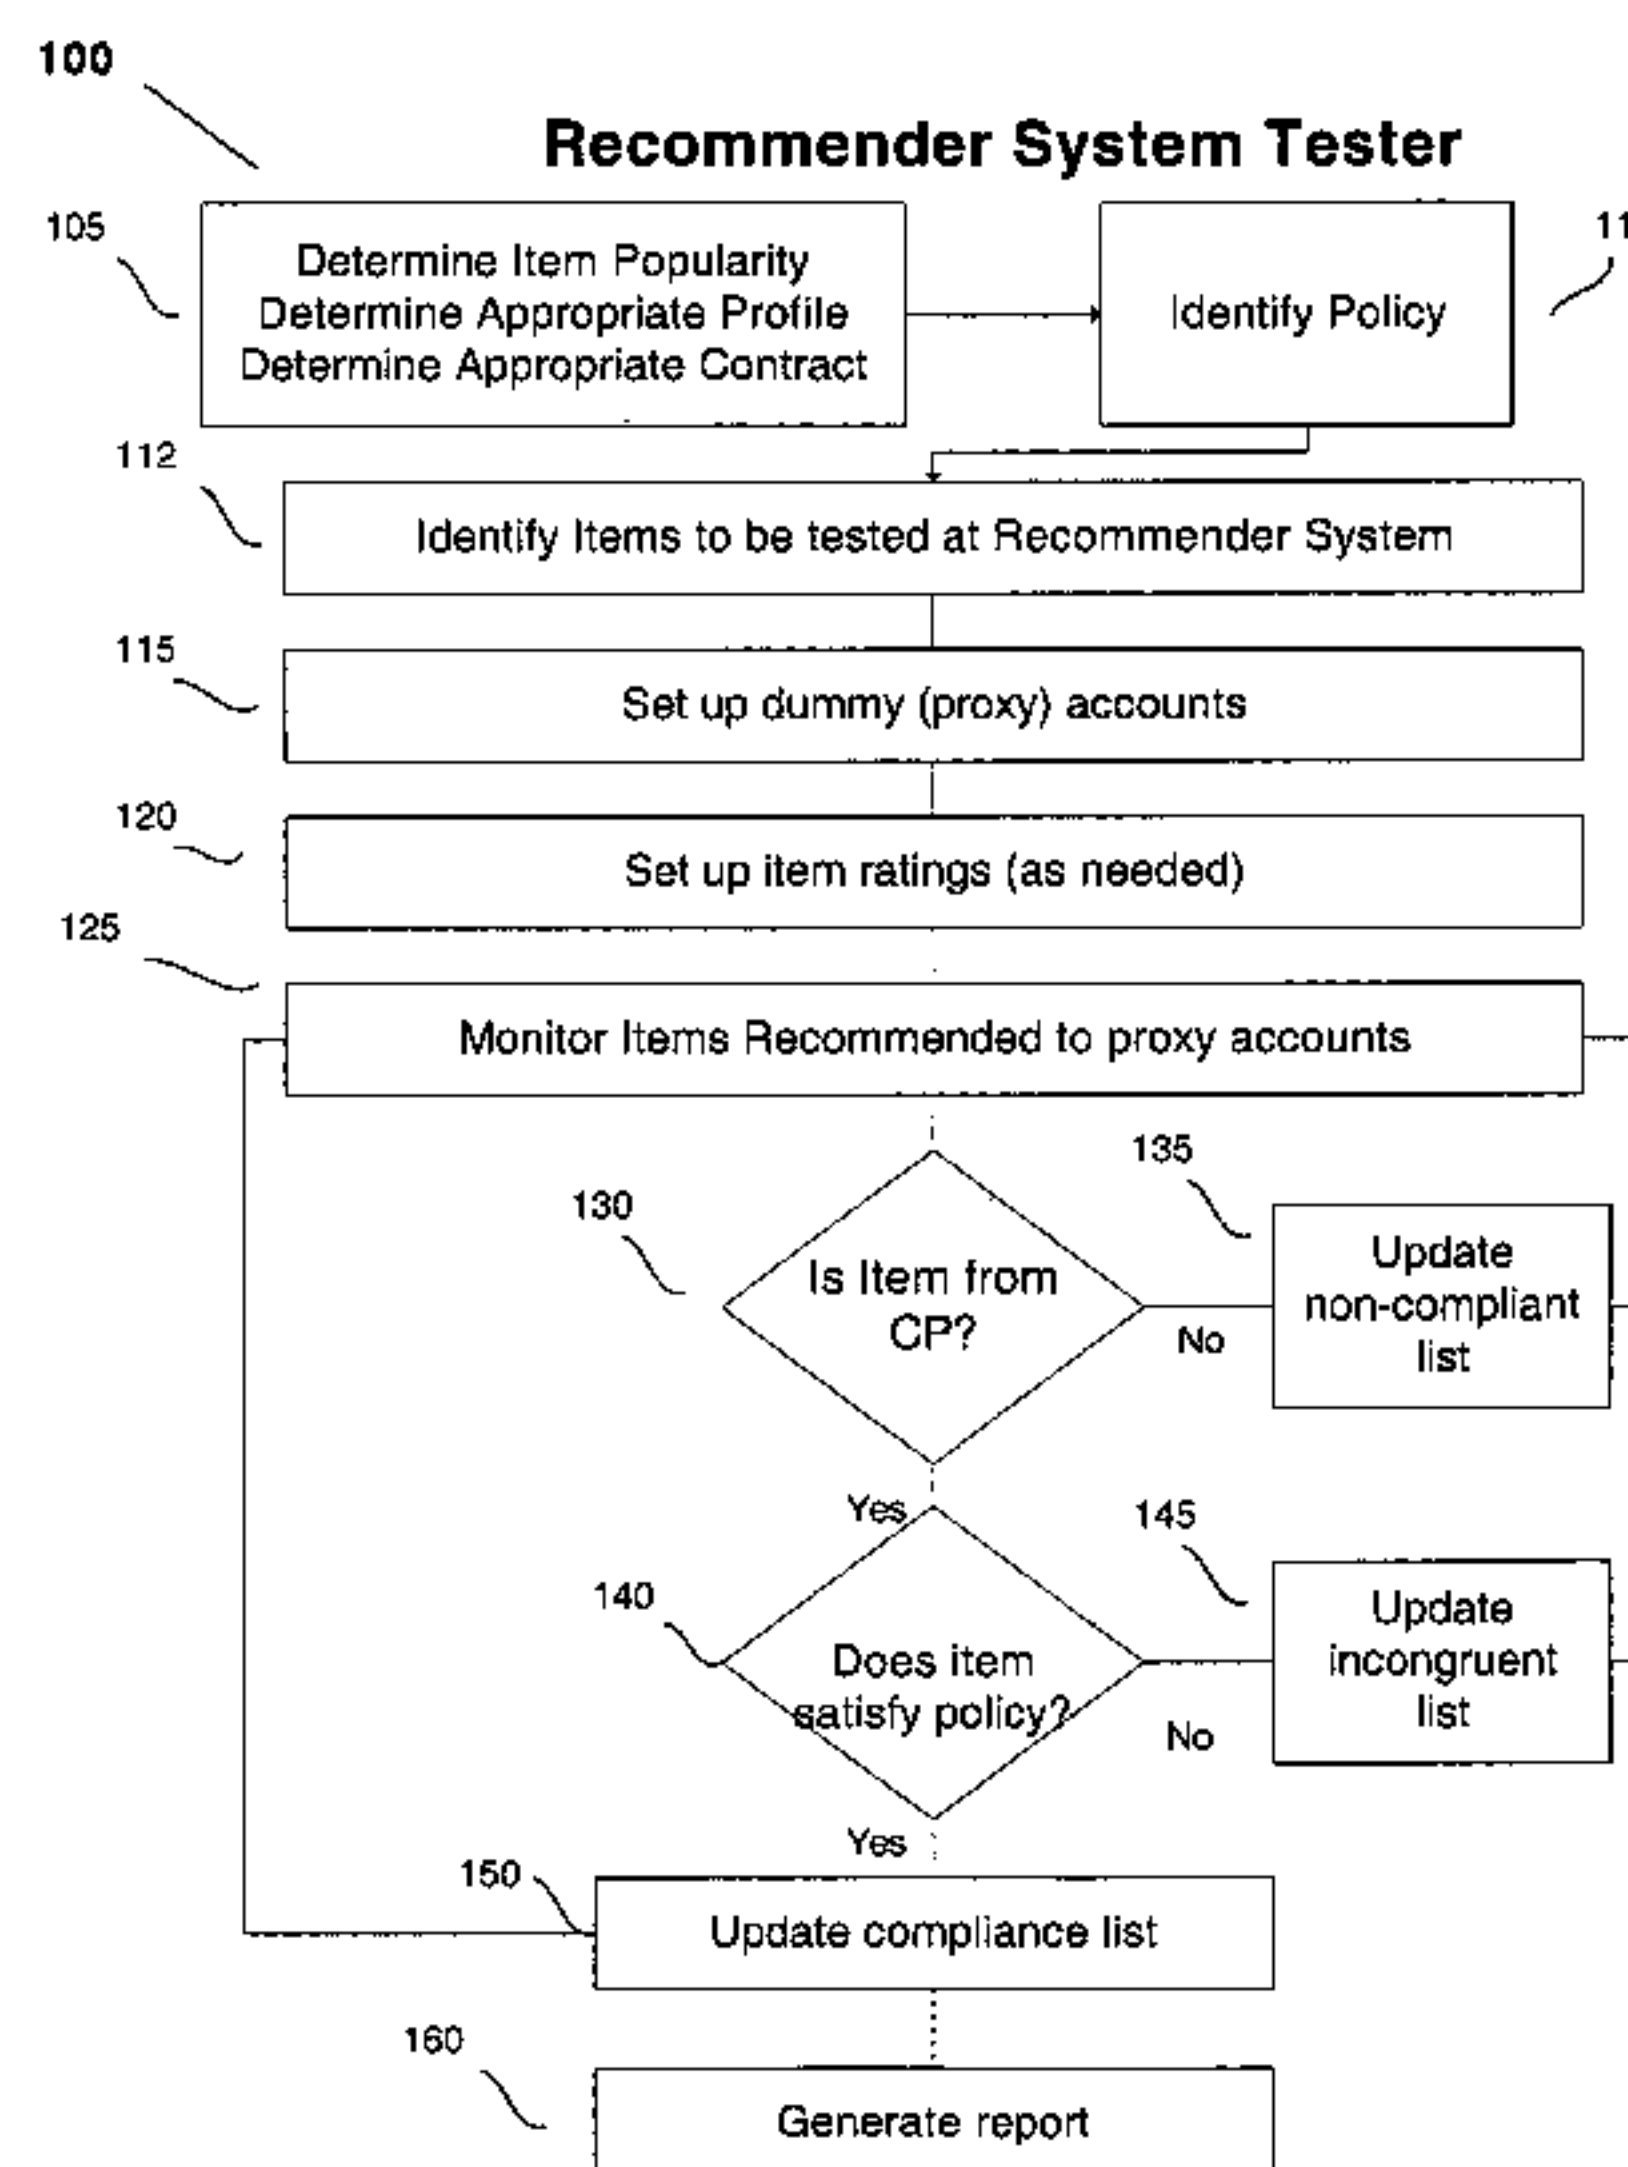 100
Recommender System Tester
105
Determine Item Popularity
Determine Appropriate Profile
Determine Appropriate Contract
Identify Policy
11
112
Identify Items to be tested at Recommender System
115
Set up dummy (proxy) accounts
120
Set up item ratings (as needed)
125
Monitor Items Recommended to proxy accounts
130
Is Item from
CP?
No
135
Update
non-compliant
list
Yes
140
Does item
satisfy policy?
No
145
Update
incongruent
list
Yes
150
Update compliance list
160
Generate report